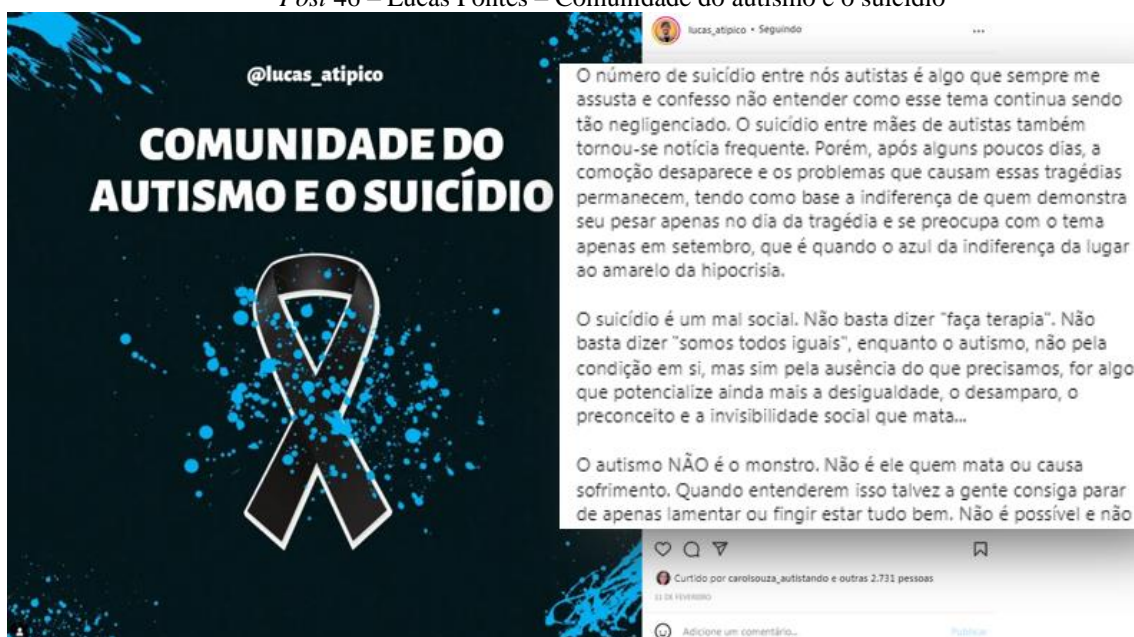 Post 46 – Lucas Pontes – Comunidade do autismo e o suicídio
@lucas_atipico
COMUNIDADE DO
AUTISMO E O SUICÍDIO
lucas_atipico • Seguindo
O número de suicídio entre nós autistas é algo que sempre me
assusta e confesso não entender como esse tema continua sendo
tão negligenciado. O suicídio entre mães de autistas também
tornou-se notícia frequente. Porém, após alguns poucos dias, a
comoção desaparece e os problemas que causam essas tragédias
permanecem, tendo como base a indiferença de quem demonstra
seu pesar apenas no dia da tragédia e se preocupa com o tema
apenas em setembro, que é quando o azul da indiferença da lugar
ao amarelo da hipocrisia.
O suicídio é um mal social. Não basta dizer "faça terapia". Não
basta dizer "somos todos iguais", enquanto o autismo, não pela
condição em si, mas sim pela ausência do que precisamos, for algo
que potencialize ainda mais a desigualdade, o desamparo, o
preconceito e a invisibilidade social que mata...
O autismo NÃO é o monstro. Não é ele quem mata ou causa
sofrimento. Quando entenderem isso talvez a gente consiga parar
de apenas lamentar ou fingir estar tudo bem. Não é possível e não
Curtido por carolsouza_autistando e outras 2.731 pessoas
DE FEVEREIRO
Adicione um comentário...
Publicar